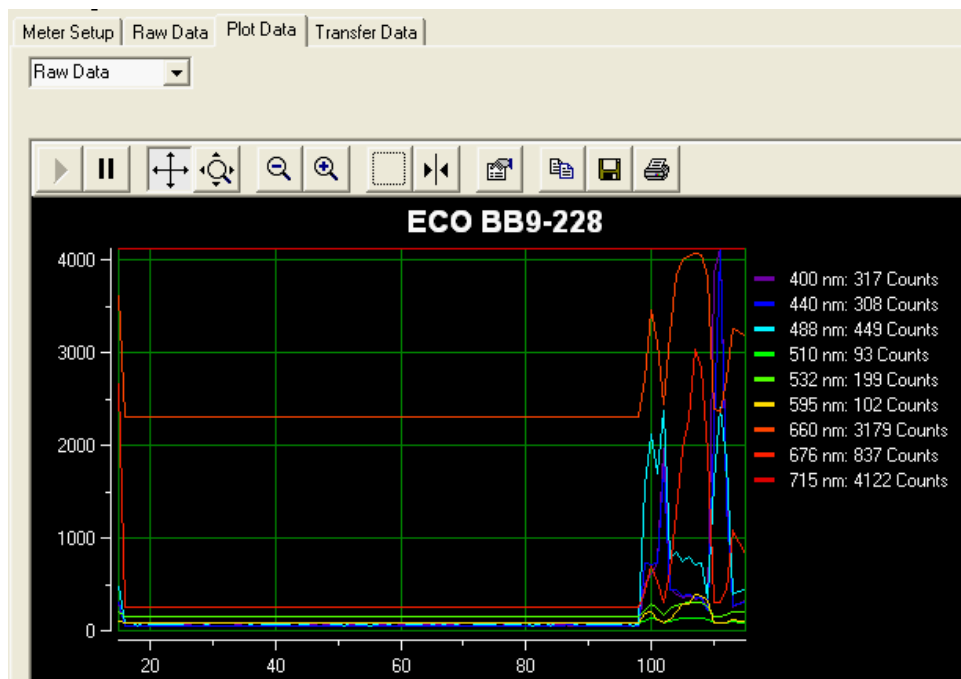 Meter Setup Raw Data Plot Data Transfer Data
Raw Data
ECO BB9-228
4000
3000
2000
1000
0
20 40 60 80 100
400 nm: 317 Counts
440 nm: 308 Counts
488 nm: 449 Counts
510 nm: 93 Counts
532 nm: 199 Counts
595 nm: 102 Counts
660 nm: 3179 Counts
676 nm: 837 Counts
715 nm: 4122 Counts